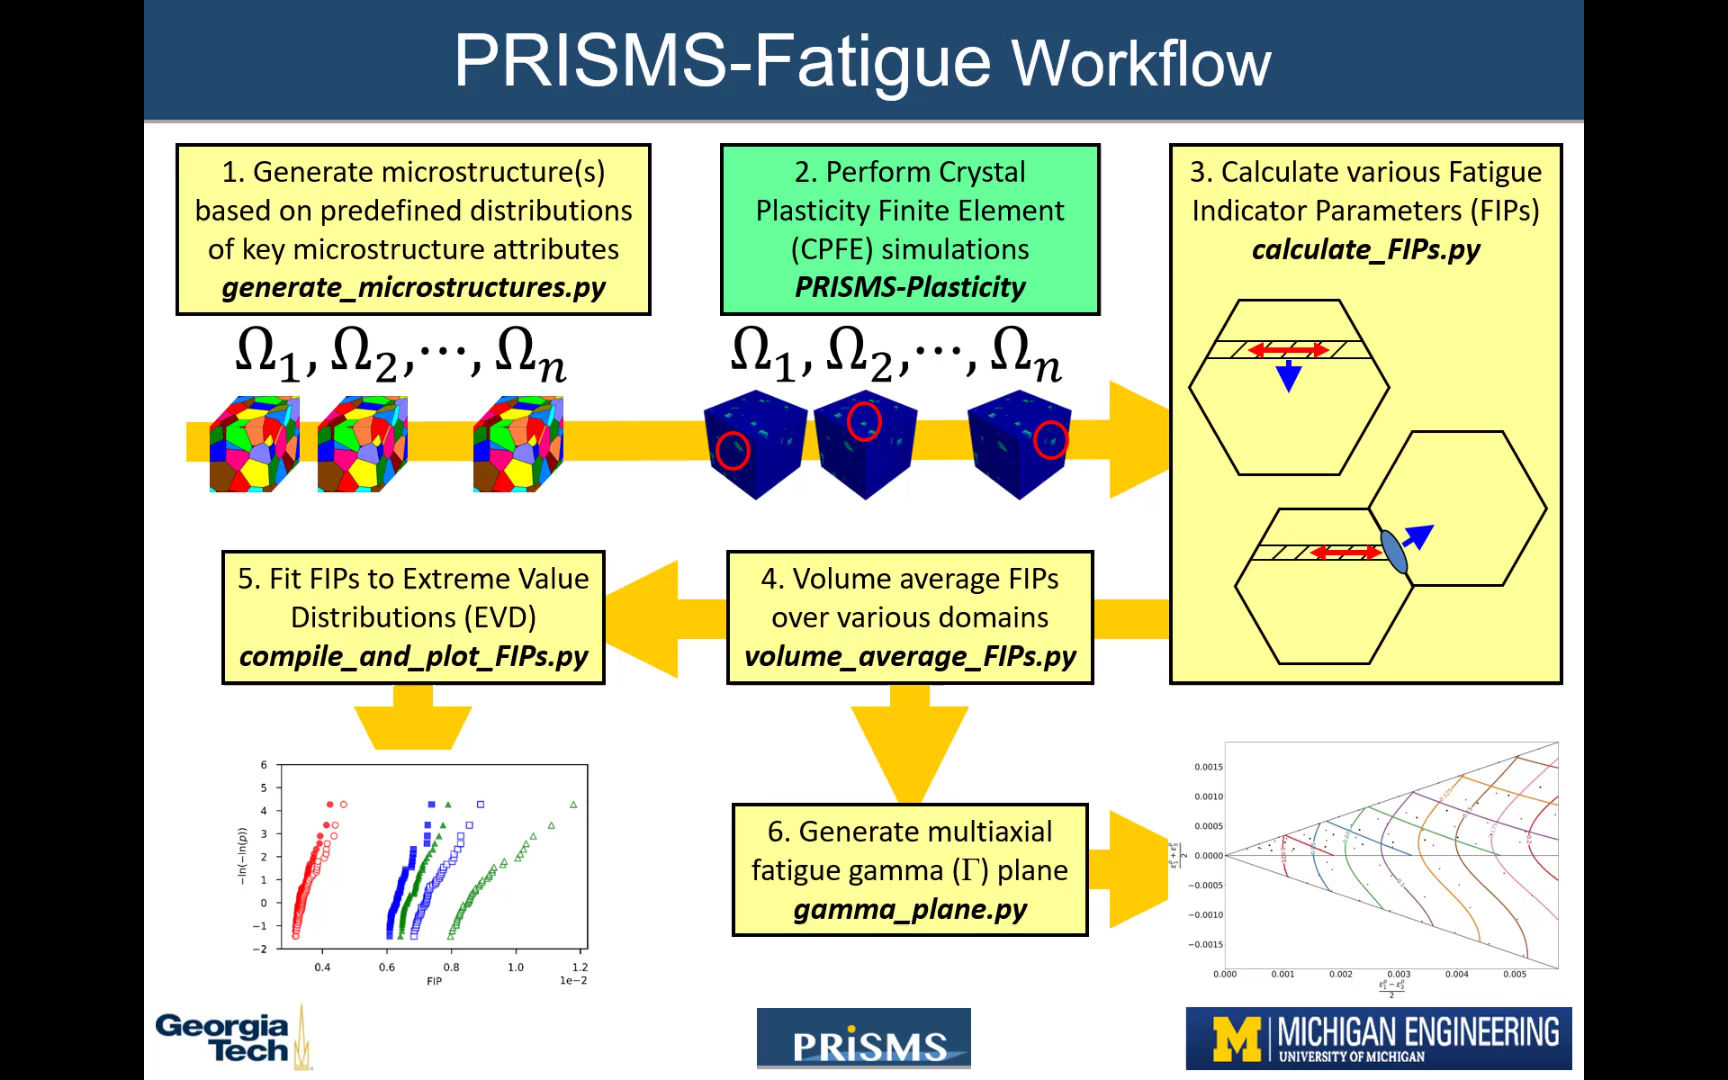 PRISMS-Fatigue Workflow
1. Generate microstructure(s)
based on predefined distributions
of key microstructure attributes
generate_microstructures.py
Ω1, Ω2,⋯, Ωn
2. Perform Crystal
Plasticity Finite Element
(CPFE) simulations
PRISMS-Plasticity
Ω1, Ω2,⋯, Ωn
3. Calculate various Fatigue
Indicator Parameters (FIPs)
calculate_FIPs.py
4. Volume average FIPs
over various domains
volume_average_FIPs.py
5. Fit FIPs to Extreme Value
Distributions (EVD)
compile_and_plot_FIPs.py
6
5
4
3
2
1
0
−1
−2
−ln(−ln(p))
0.4 0.6 0.8 1.0 1.2
FIP
1e−2
6. Generate multiaxial
fatigue gamma (Γ) plane
gamma_plane.py
0.0015
0.0010
0.0005
0.0000
−0.0005
−0.0010
−0.0015
0.000 0.001 0.002 0.003 0.004 0.005
Georgia
Tech
PRiSMS
M MICHIGAN ENGINEERING
UNIVERSITY OF MICHIGAN